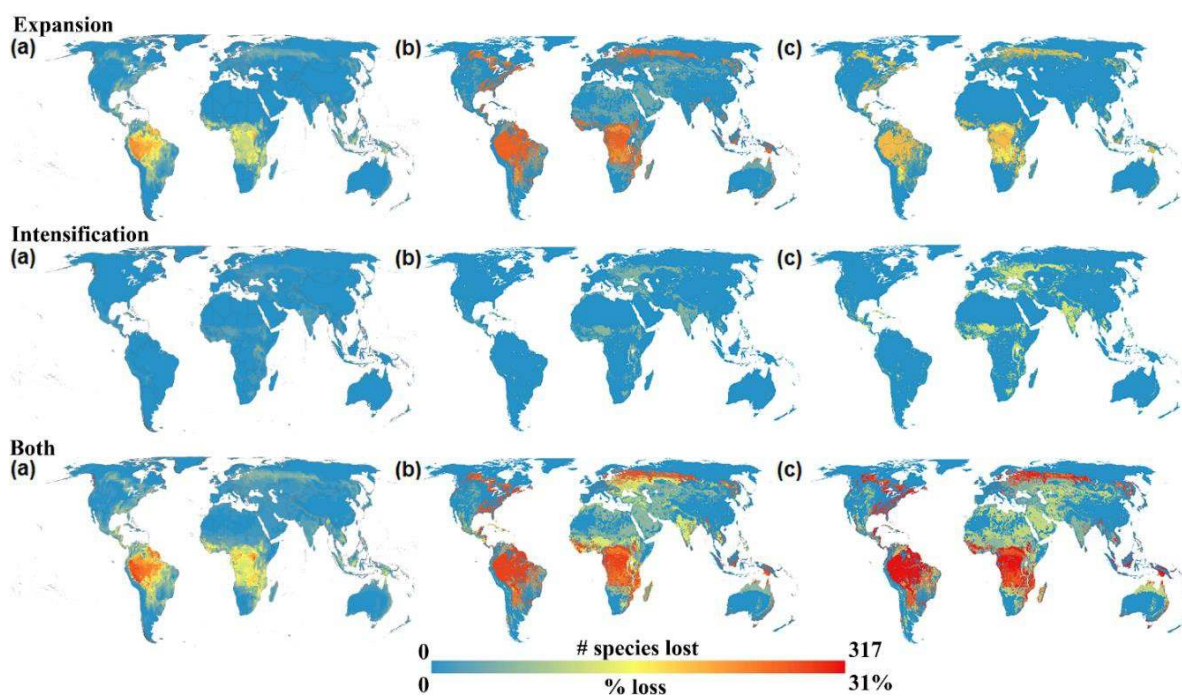 Expansion
(a) (b) (c)
Intensification
(a) (b) (c)
Both
(a) (b) (c)
0 # species lost 317
0 % loss 31%